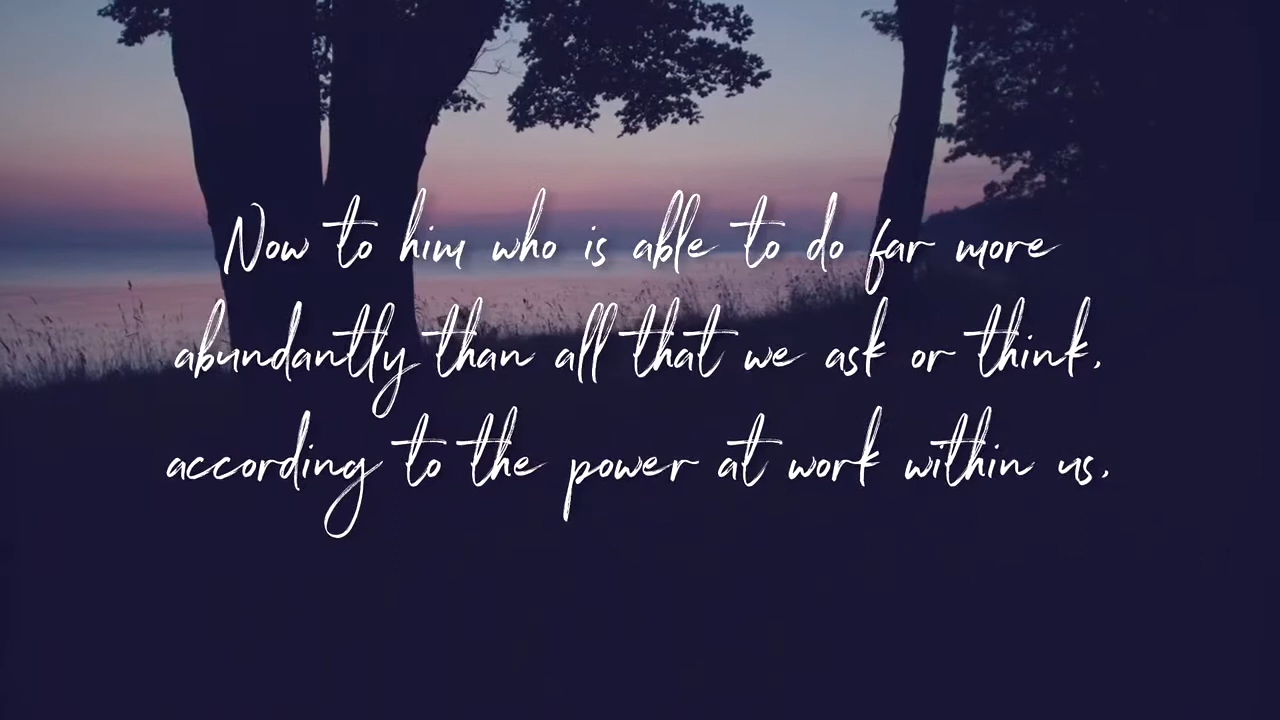 Now to him who is able to do far more
abundantly than all that we ask or think,
according to the power at work within us,